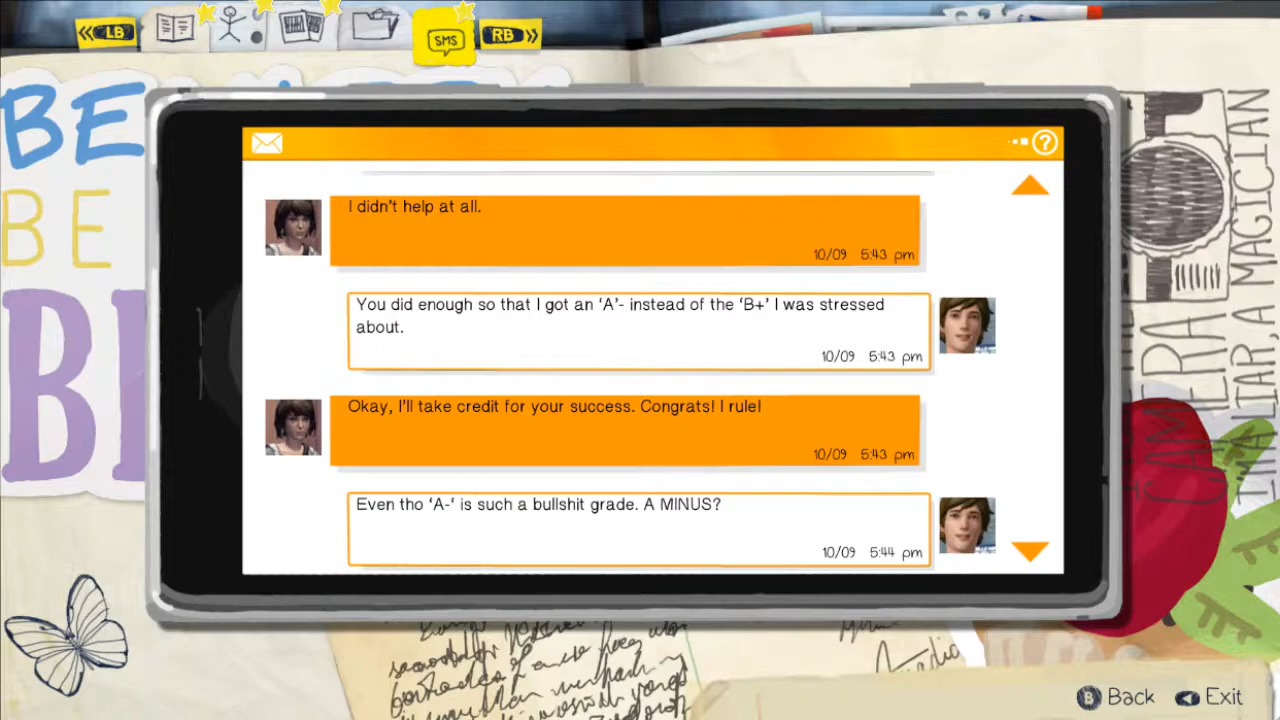 LB
SMS
RB
BE
BE
?
I didn't help at all.
10/09 5:43 pm
You did enough so that I got an 'A'- instead of the 'B+' I was stressed
about.
10/09 5:43 pm
Okay, I'll take credit for your success. Congrats! I rule!
10/09 5:43 pm
Even tho 'A-' is such a bullshit grade. A MINUS?
10/09 5:44 pm
I'M A LIAR, A MAGICIAN
B Back
Exit